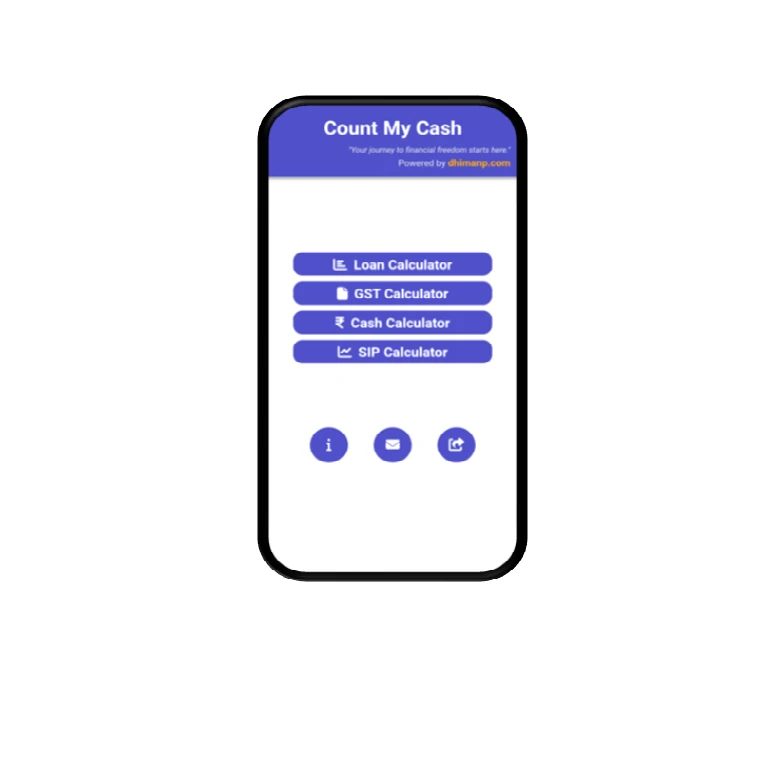 Count My Cash
"Your journey to financial freedom starts here."
Powered by dhimanp.com
Loan Calculator
GST Calculator
₹ Cash Calculator
SIP Calculator
i